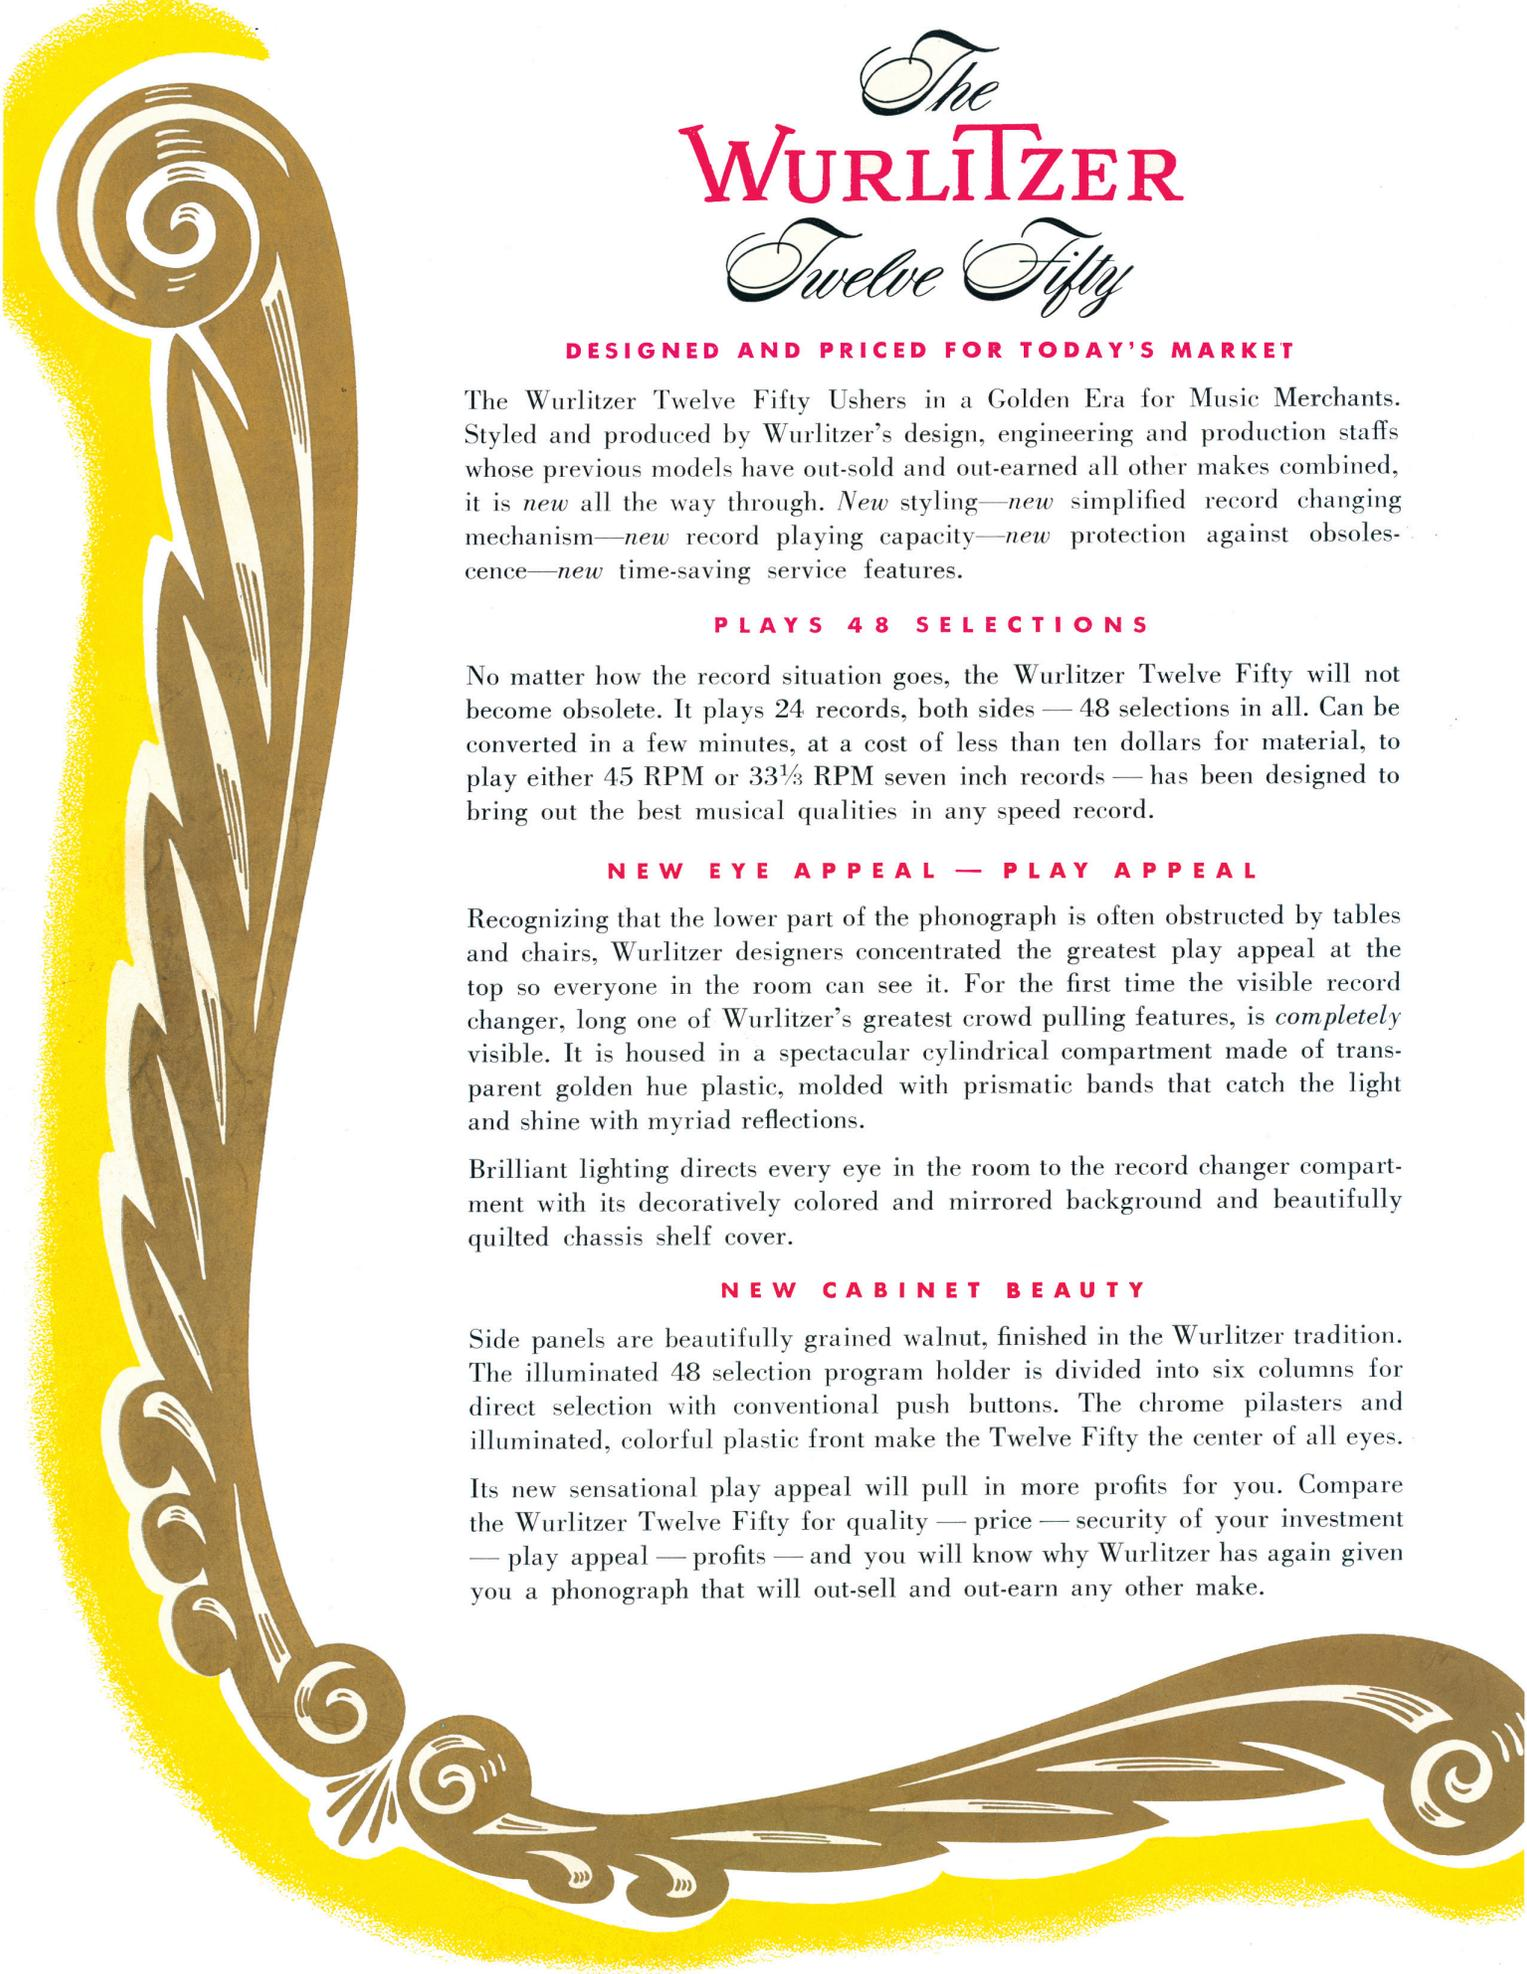 The
WURLITZER
Twelve Fifty
DESIGNED AND PRICED FOR TODAY'S MARKET
The Wurlitzer Twelve Fifty Ushers in a Golden Era for Music Merchants.
Styled and produced by Wurlitzer's design, engineering and production staffs
whose previous models have out-sold and out-earned all other makes combined,
it is new all the way through. New styling—new simplified record changing
mechanism—new record playing capacity—new protection against obsoles-
cence—new time-saving service features.
PLAYS 48 SELECTIONS
No matter how the record situation goes, the Wurlitzer Twelve Fifty will not
become obsolete. It plays 24 records, both sides — 48 selections in all. Can be
converted in a few minutes, at a cost of less than ten dollars for material, to
play either 45 RPM or 33⅓ RPM seven inch records — has been designed to
bring out the best musical qualities in any speed record.
NEW EYE APPEAL — PLAY APPEAL
Recognizing that the lower part of the phonograph is often obstructed by tables
and chairs, Wurlitzer designers concentrated the greatest play appeal at the
top so everyone in the room can see it. For the first time the visible record
changer, long one of Wurlitzer's greatest crowd pulling features, is completely
visible. It is housed in a spectacular cylindrical compartment made of trans-
parent golden hue plastic, molded with prismatic bands that catch the light
and shine with myriad reflections.
Brilliant lighting directs every eye in the room to the record changer compart-
ment with its decoratively colored and mirrored background and beautifully
quilted chassis shelf cover.
NEW CABINET BEAUTY
Side panels are beautifully grained walnut, finished in the Wurlitzer tradition.
The illuminated 48 selection program holder is divided into six columns for
direct selection with conventional push buttons. The chrome pilasters and
illuminated, colorful plastic front make the Twelve Fifty the center of all eyes.
Its new sensational play appeal will pull in more profits for you. Compare
the Wurlitzer Twelve Fifty for quality — price — security of your investment
— play appeal — profits — and you will know why Wurlitzer has again given
you a phonograph that will out-sell and out-earn any other make.